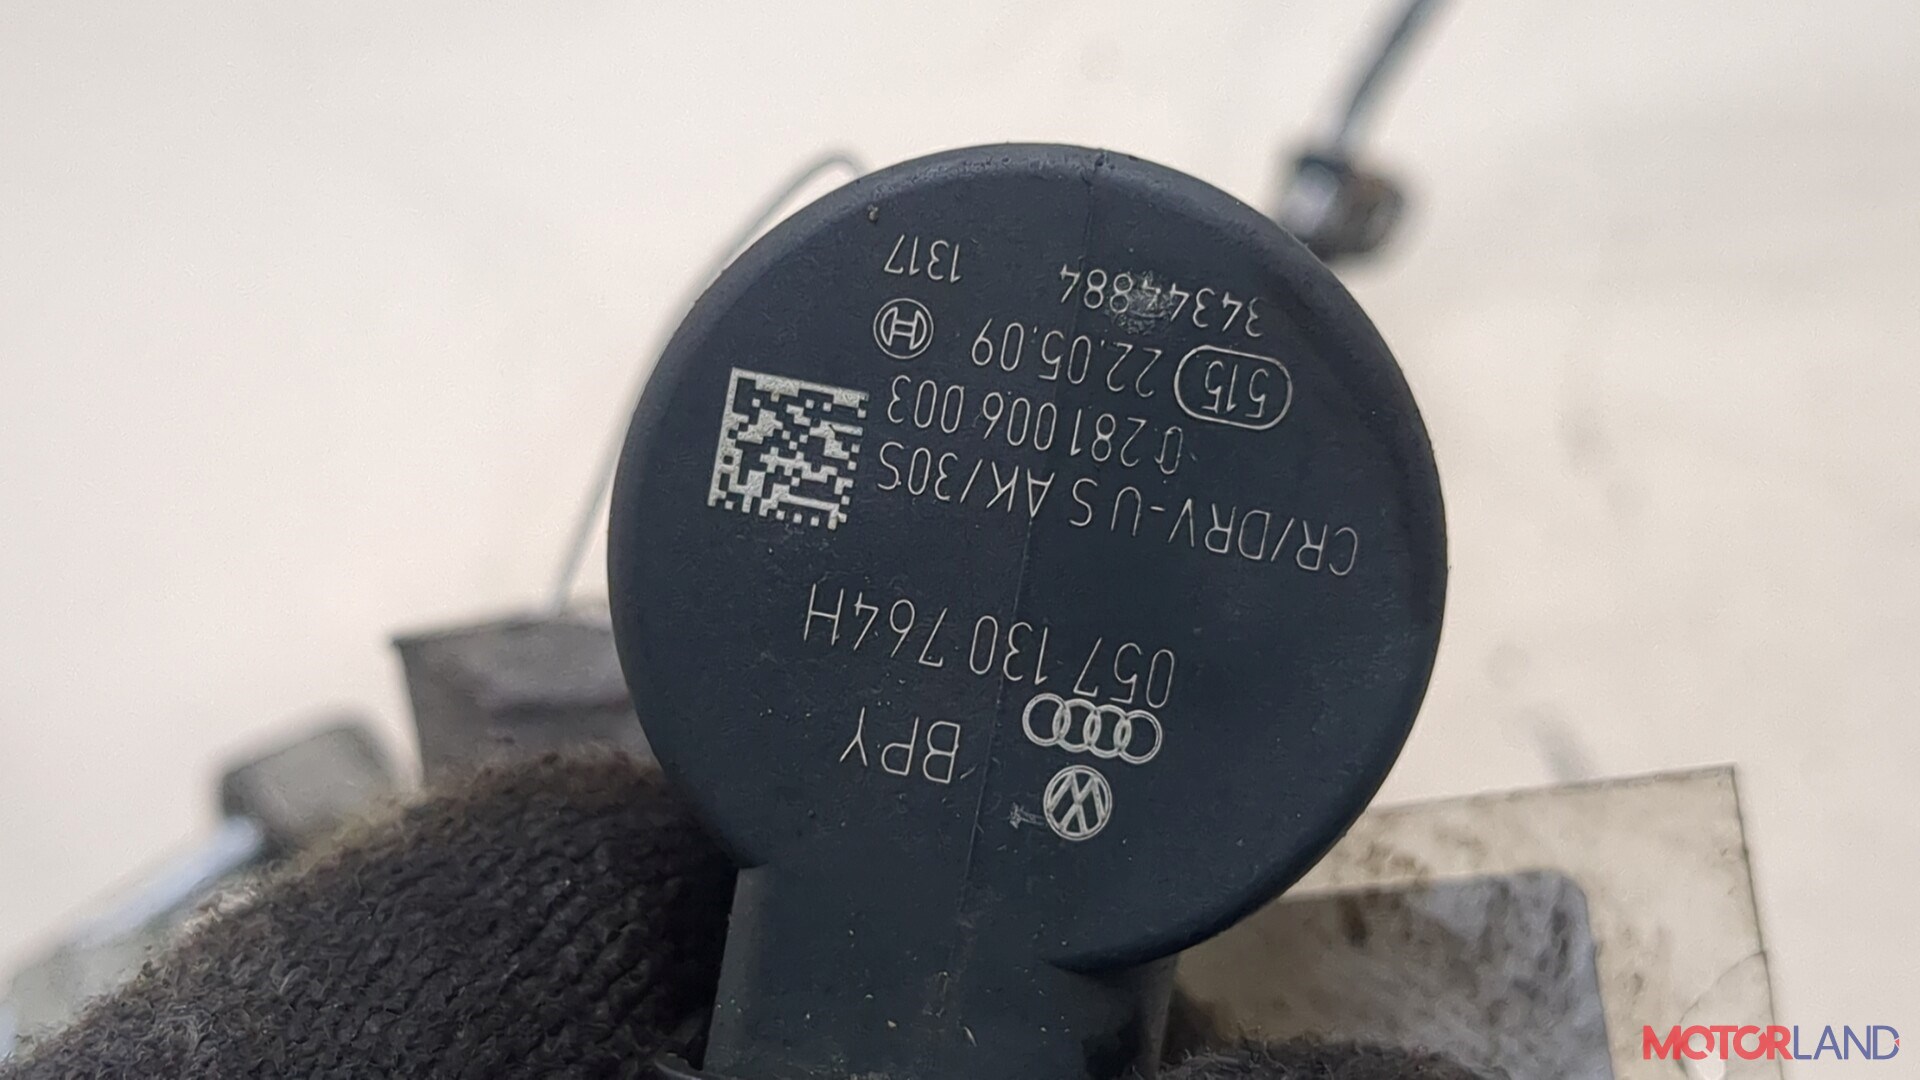 BPY
057 130 764H
CR/DRV-US AK/30S
0 281 006 003
515 22.05.09
34344884 1317
MOTORLAND